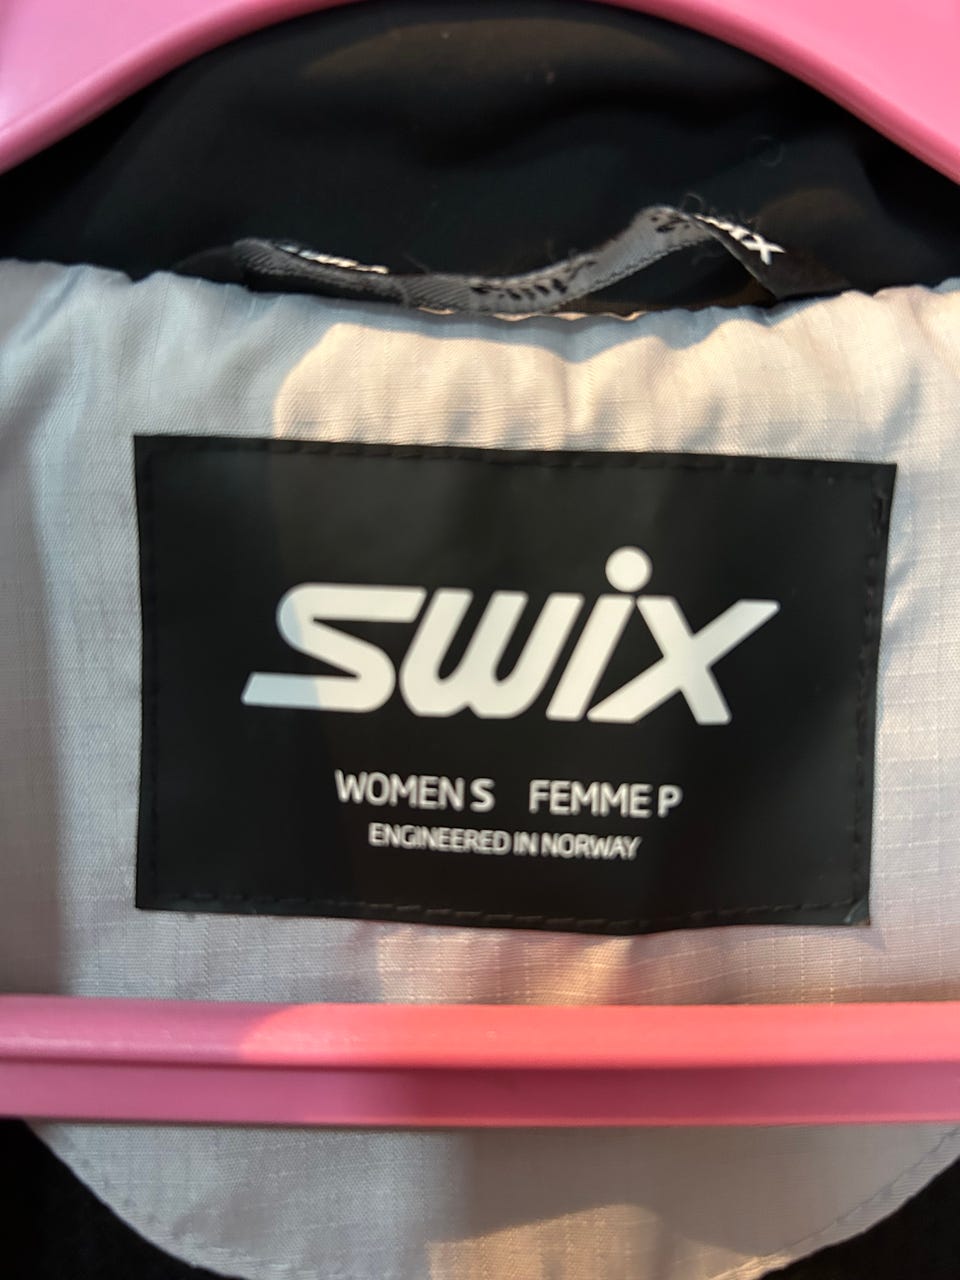 swix
WOMEN S FEMME P
ENGINEERED IN NORWAY